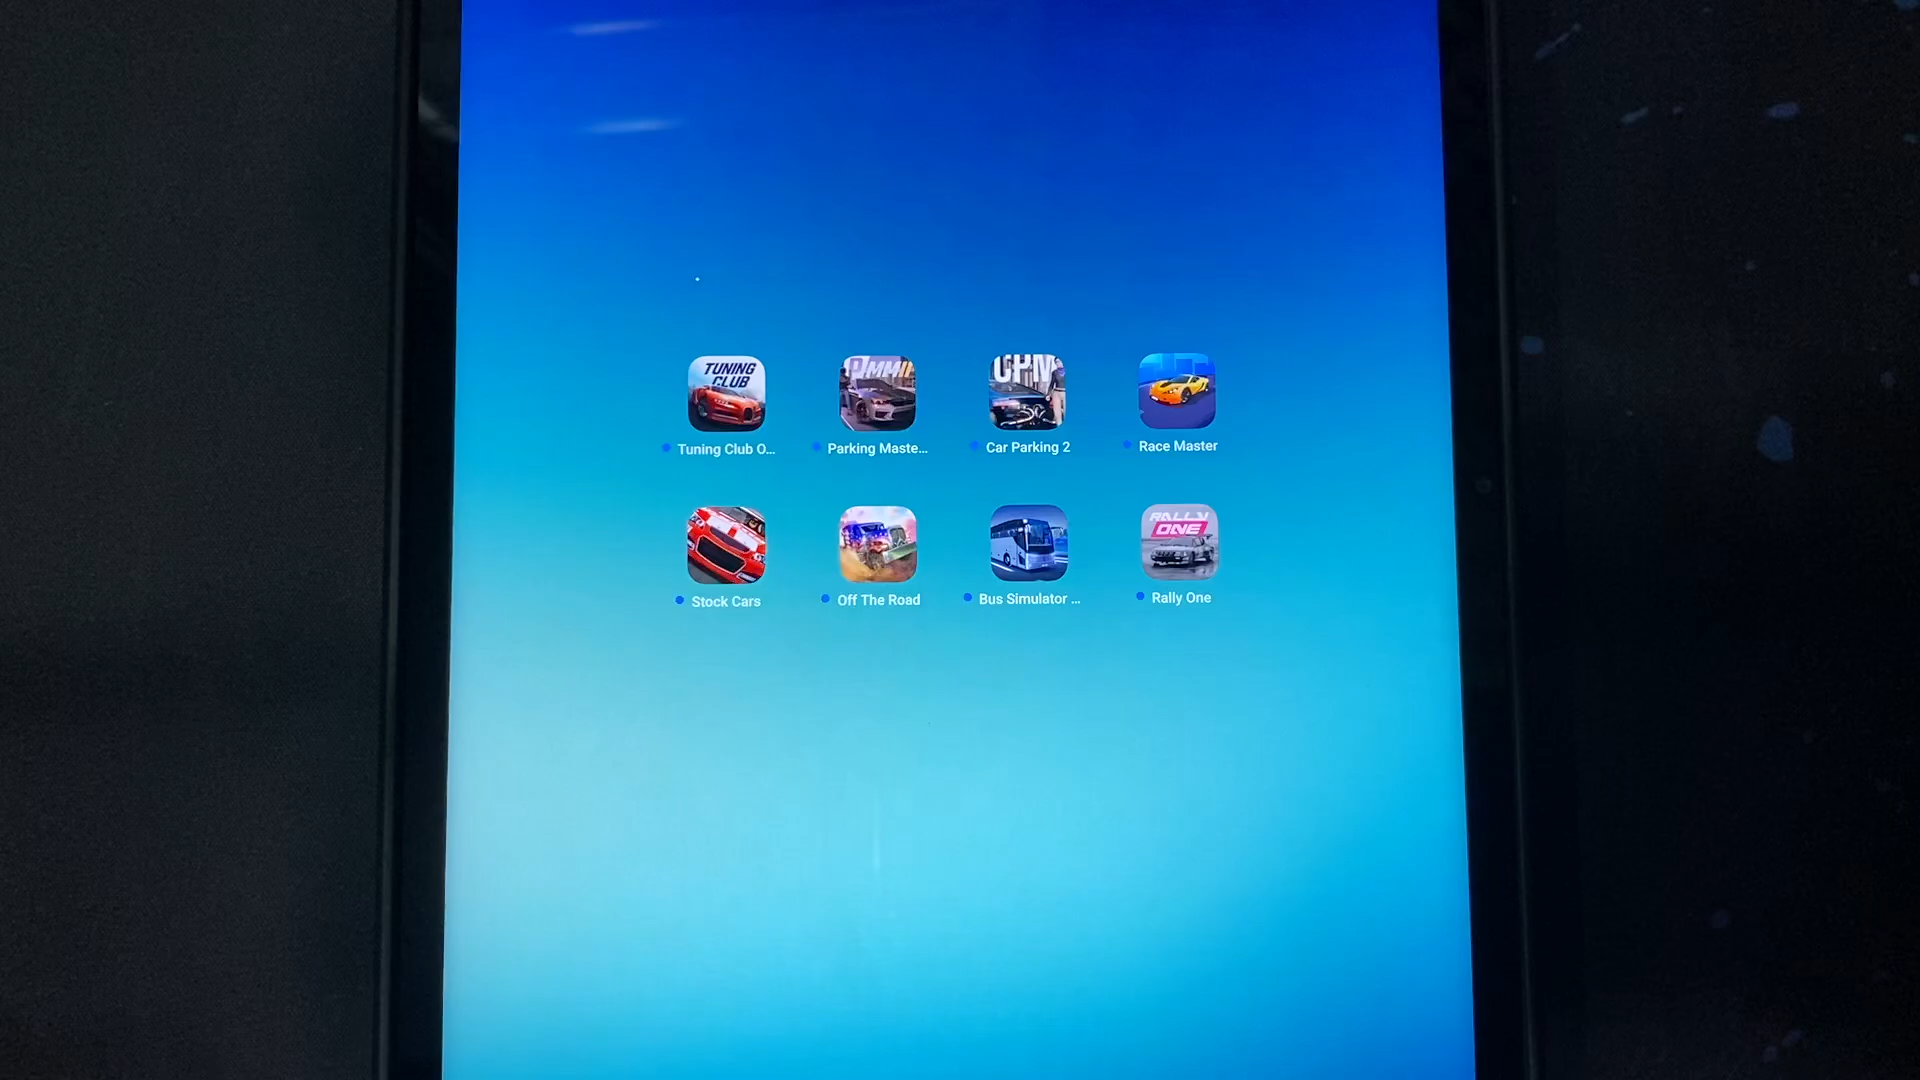 TUNING
CLUB
CPM
Tuning Club O...
Parking Maste...
Car Parking 2
Race Master
RALLY
ONE
Stock Cars
Off The Road
Bus Simulator ...
Rally One